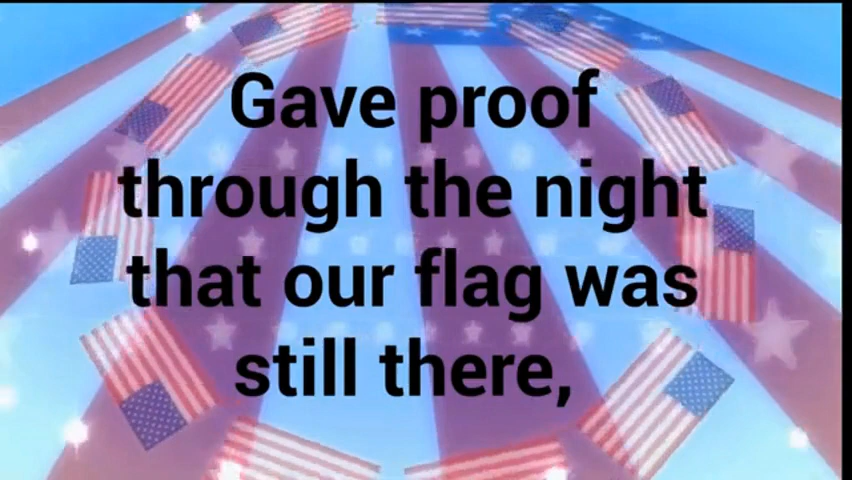 Gave proof
through the night
that our flag was
still there,